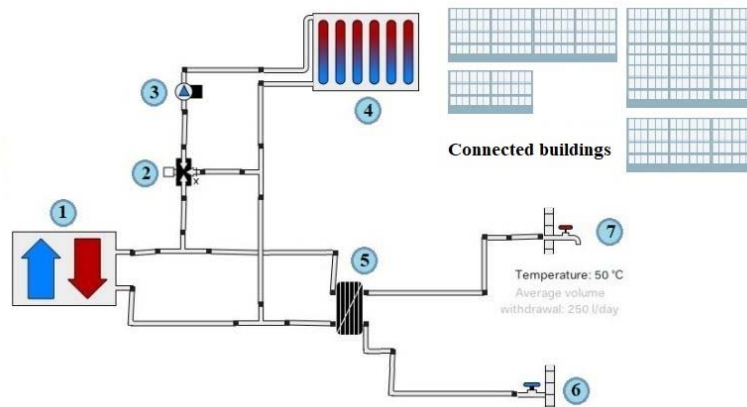 3
4
2
x
Connected buildings
1
5
7
Temperature: 50 °C
Average volume
withdrawal: 250 l/day
6